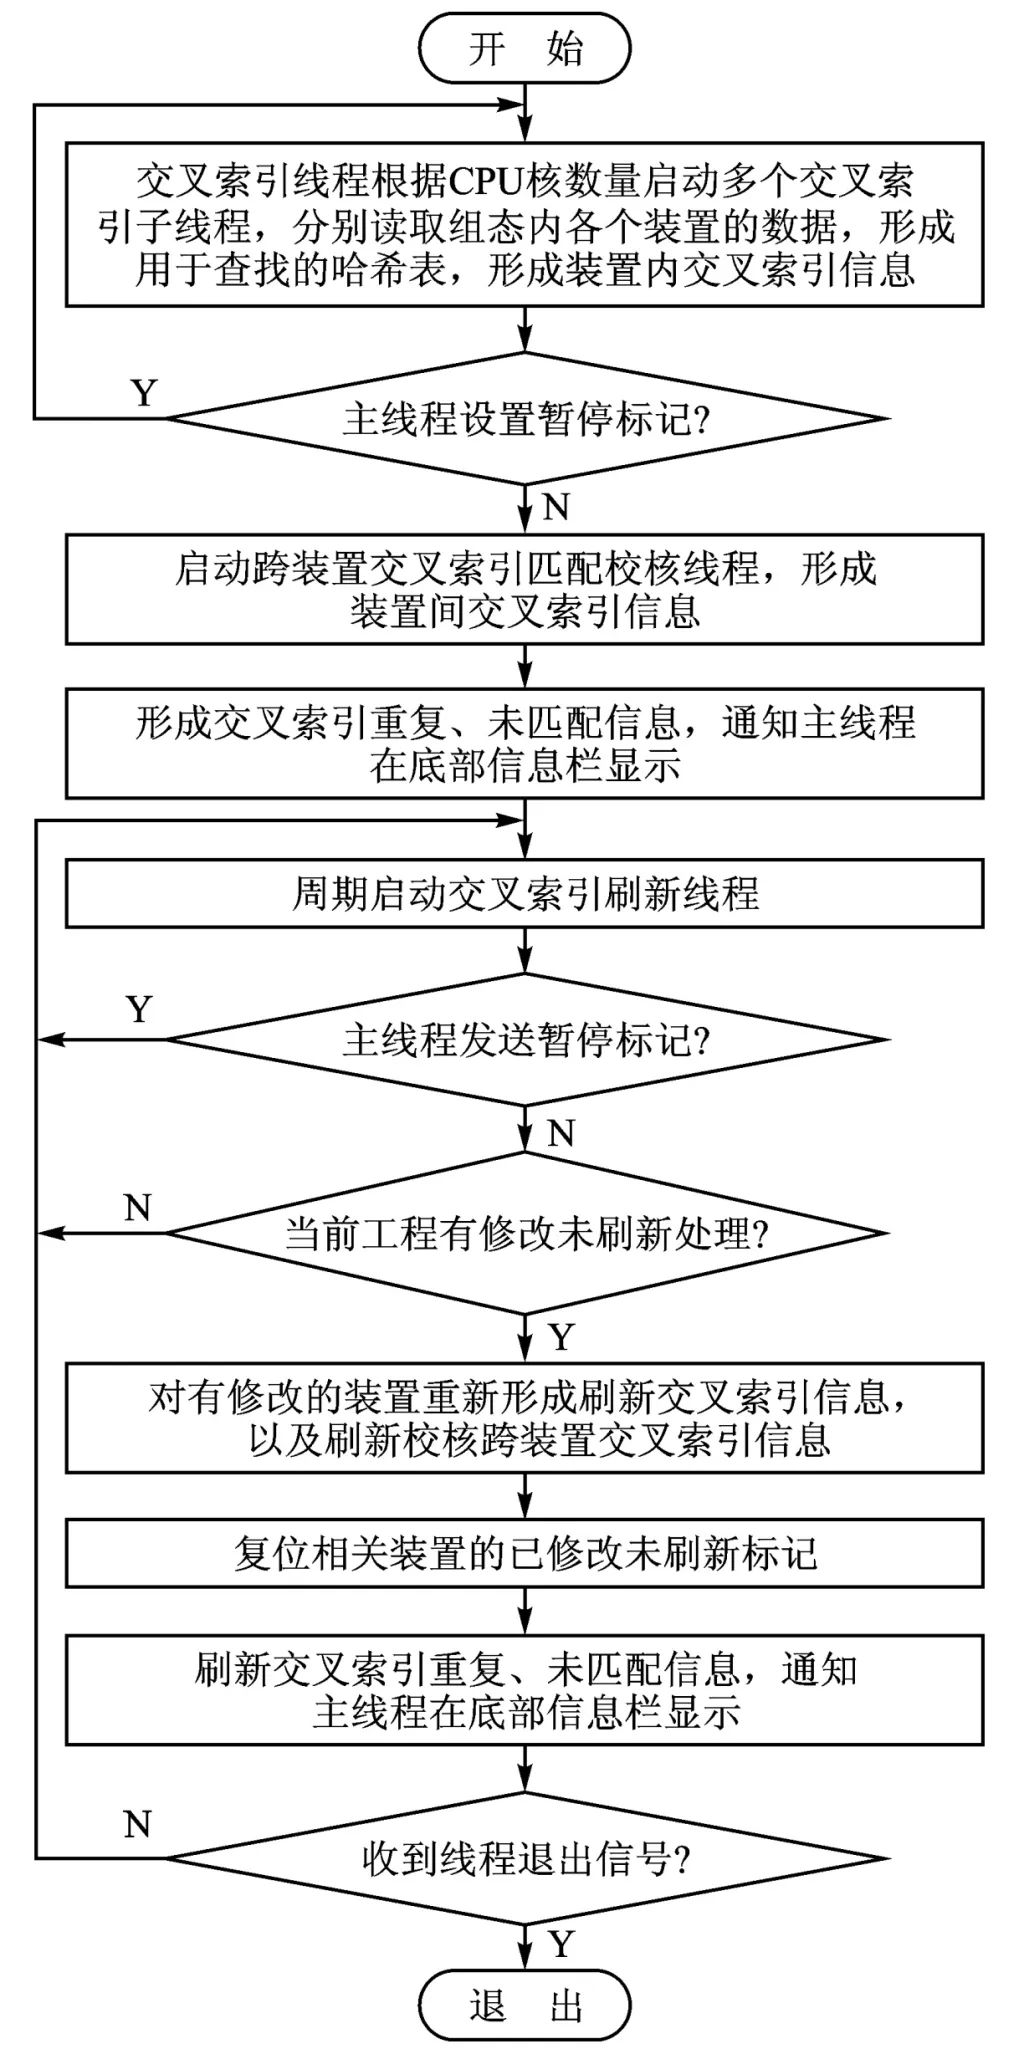 开 始
交叉索引线程根据CPU核数量启动多个交叉索
引子线程，分别读取组态内各个装置的数据，形成
用于查找的哈希表，形成装置内交叉索引信息
Y
主线程设置暂停标记?
N
启动跨装置交叉索引匹配校核线程，形成
装置间交叉索引信息
形成交叉索引重复、未匹配信息，通知主线程
在底部信息栏显示
周期启动交叉索引刷新线程
Y
主线程发送暂停标记?
N
N
当前工程有修改未刷新处理?
Y
对有修改的装置重新形成刷新交叉索引信息，
以及刷新校核跨装置交叉索引信息
复位相关装置的已修改未刷新标记
刷新交叉索引重复、未匹配信息，通知
主线程在底部信息栏显示
N
收到线程退出信号?
Y
退 出